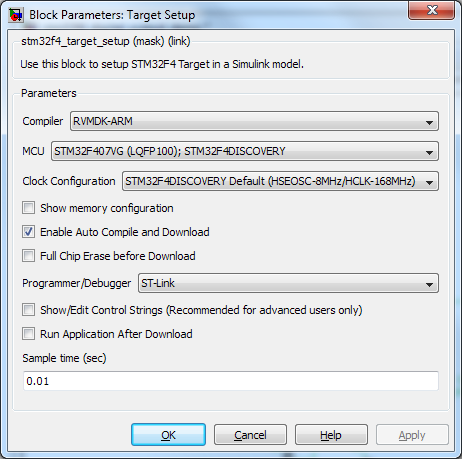 Block Parameters: Target Setup
stm32f4_target_setup (mask) (link)
Use this block to setup STM32F4 Target in a Simulink model.
Parameters
Compiler RVMDK-ARM
MCU STM32F407VG (LQFP100); STM32F4DISCOVERY
Clock Configuration STM32F4DISCOVERY Default (HSEOSC-8MHz/HCLK-168MHz)
Show memory configuration
Enable Auto Compile and Download
Full Chip Erase before Download
Programmer/Debugger ST-Link
Show/Edit Control Strings (Recommended for advanced users only)
Run Application After Download
Sample time (sec)
0.01
OK Cancel Help Apply